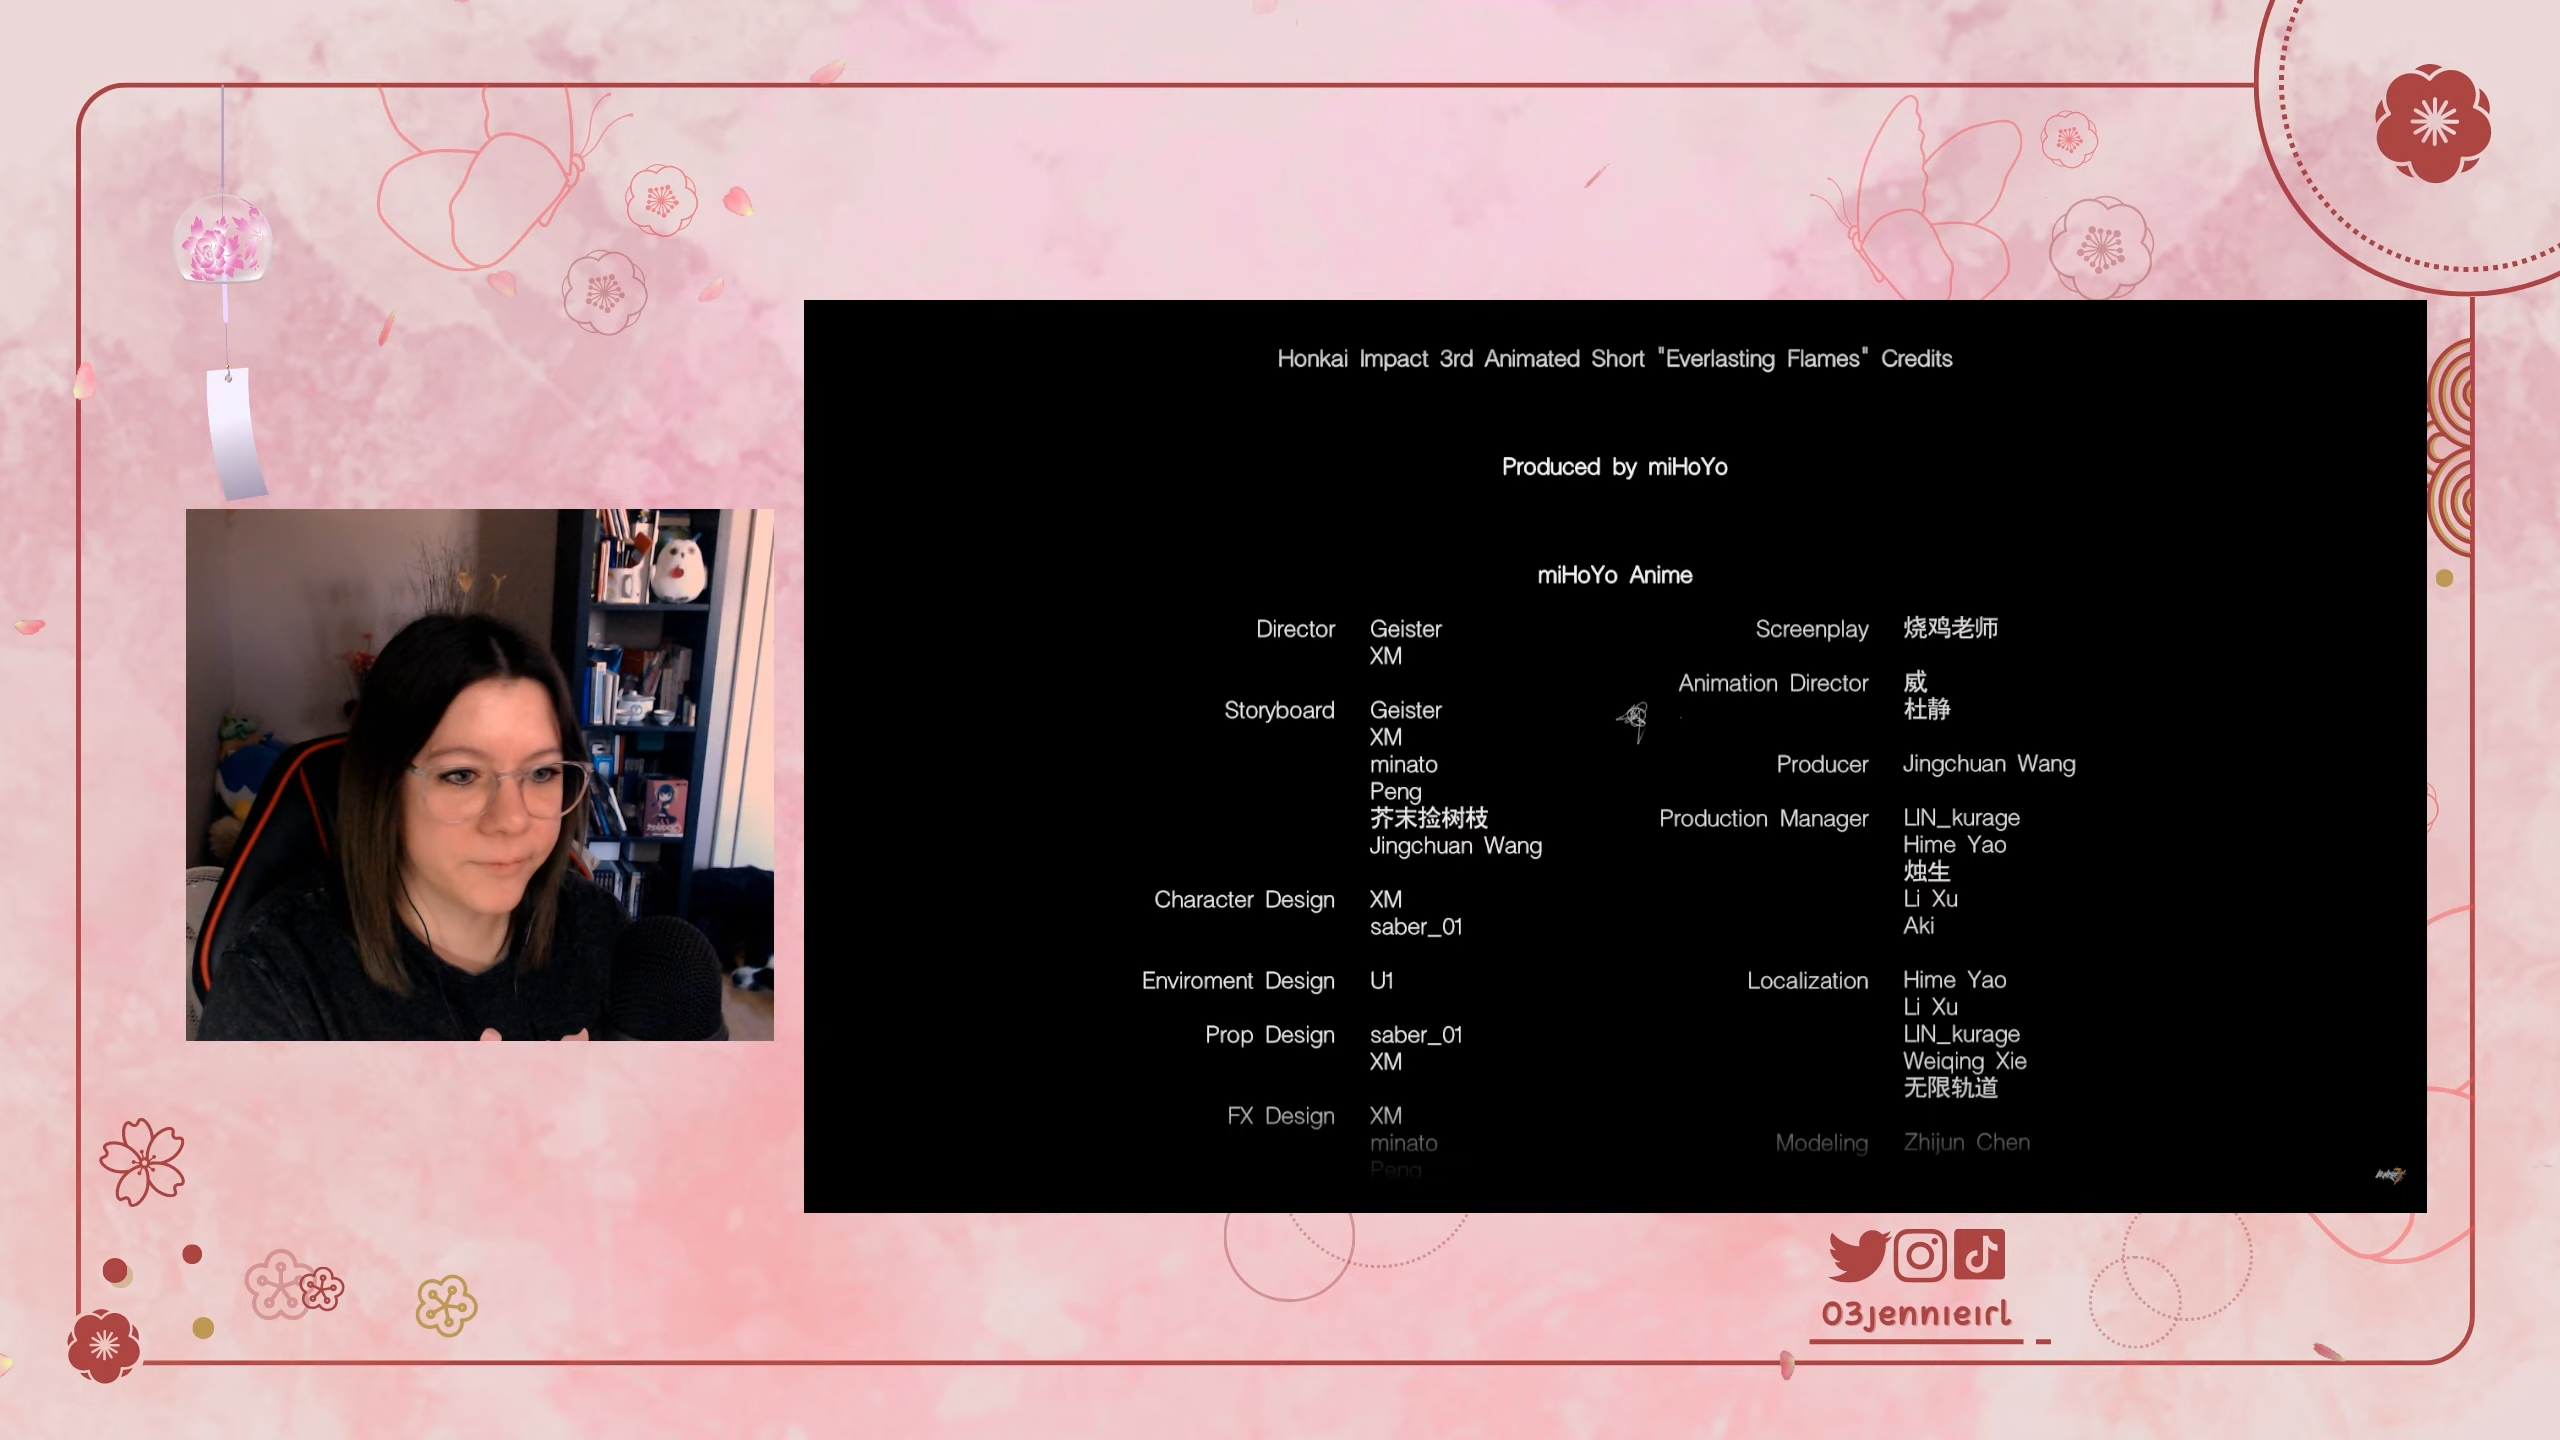 Honkai Impact 3rd Animated Short "Everlasting Flames" Credits
Produced by miHoYo
miHoYo Anime
Director Geister
XM
Storyboard Geister
XM
minato
Peng
芥末捡树枝
Jingchuan Wang
Character Design XM
saber_01
Enviroment Design U1
Prop Design saber_01
XM
FX Design XM
minato
Peng
Screenplay 烧鸡老师
Animation Director 威
杜静
Producer Jingchuan Wang
Production Manager LIN_kurage
Hime Yao
烛生
Li Xu
Aki
Localization Hime Yao
Li Xu
LIN_kurage
Weiqing Xie
无限轨道
Modeling Zhijun Chen
03jennieirl